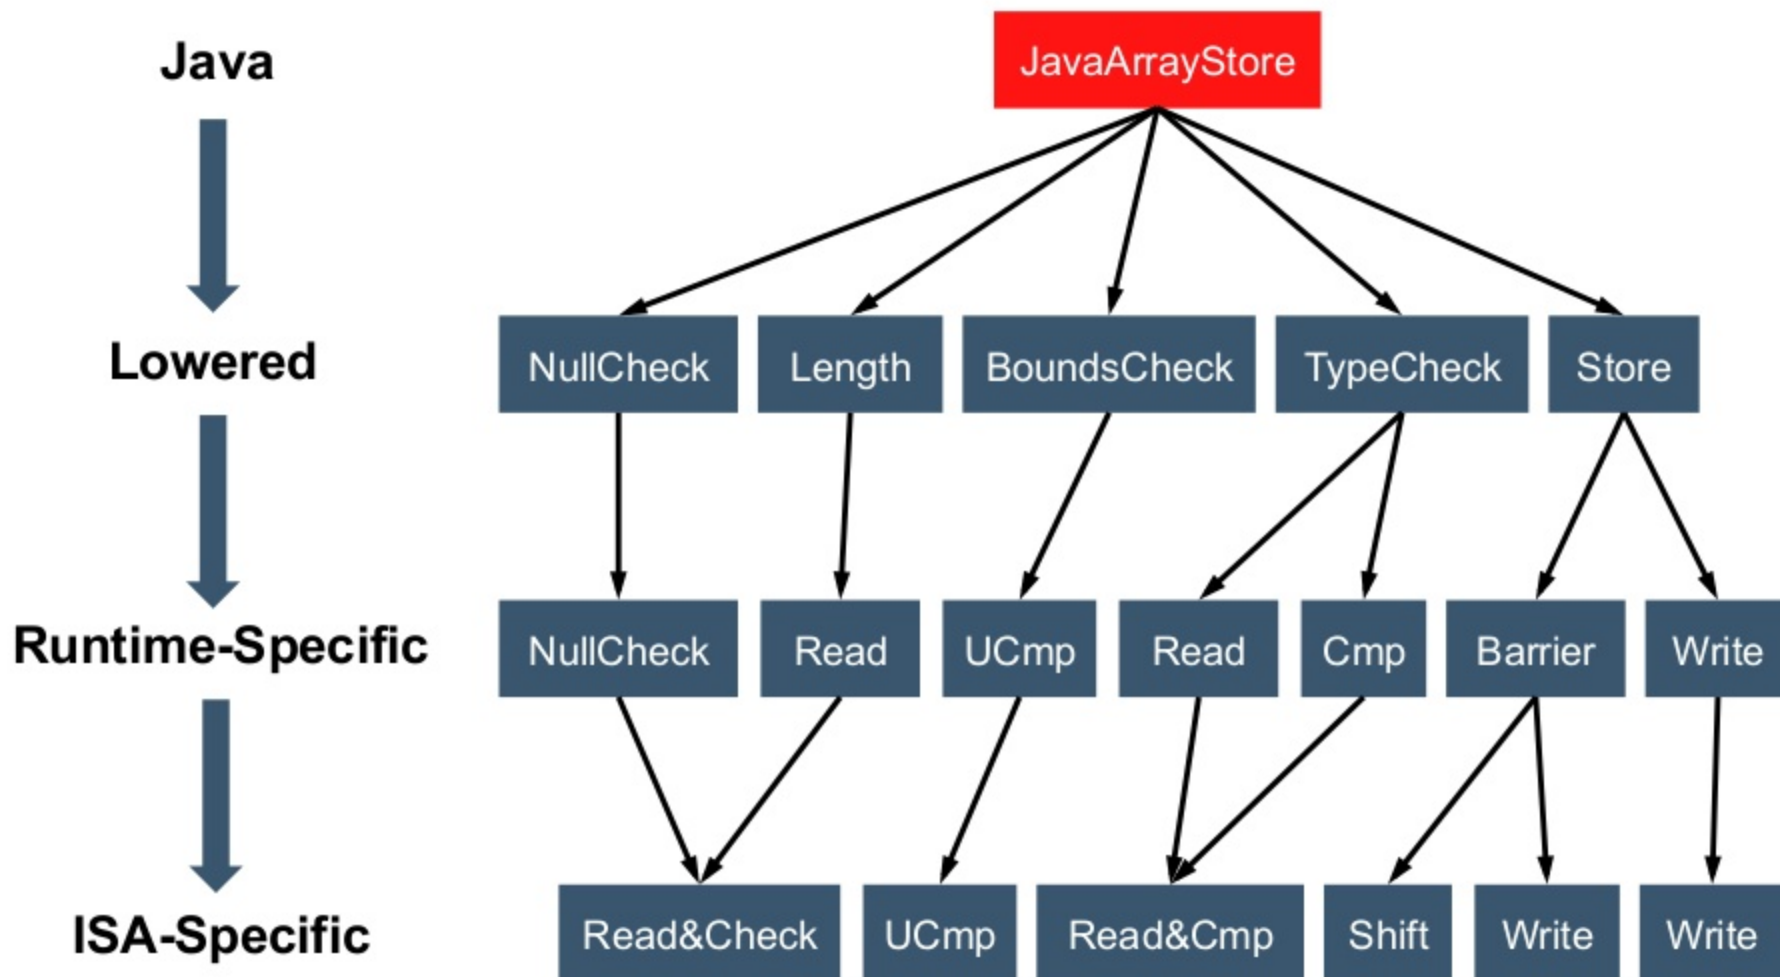 Java
JavaArrayStore
Lowered
NullCheck
Length
BoundsCheck
TypeCheck
Store
Runtime-Specific
NullCheck
Read
UCmp
Read
Cmp
Barrier
Write
ISA-Specific
Read&Check
UCmp
Read&Cmp
Shift
Write
Write